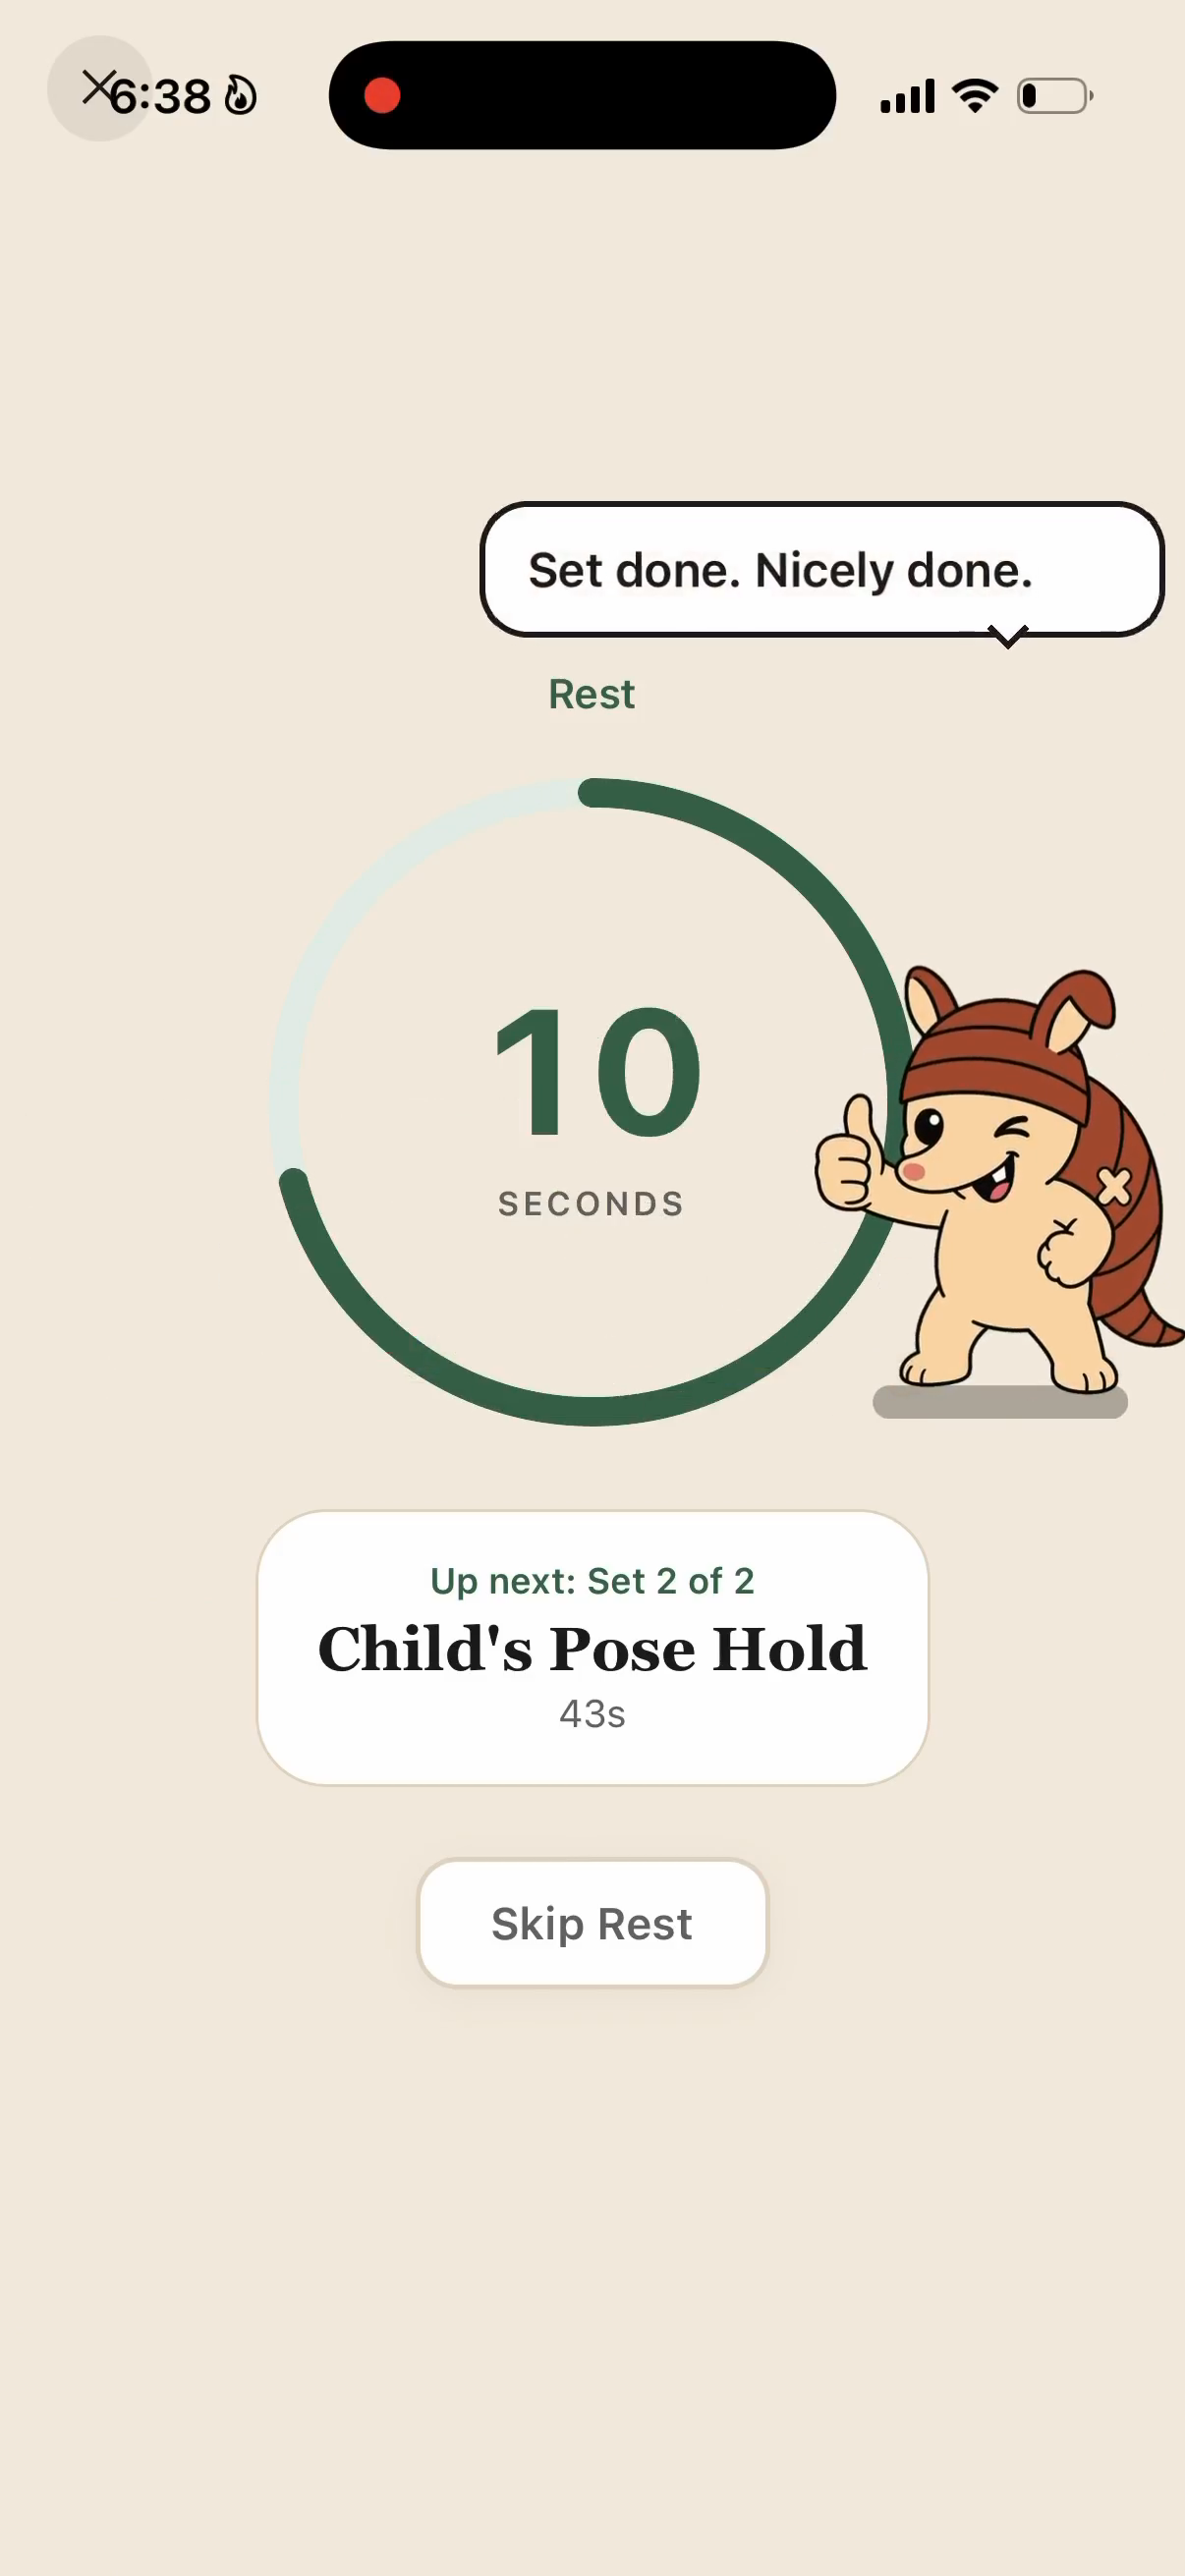 6:38
Set done. Nicely done.
Rest
10
SECONDS
Up next: Set 2 of 2
Child's Pose Hold
43s
Skip Rest